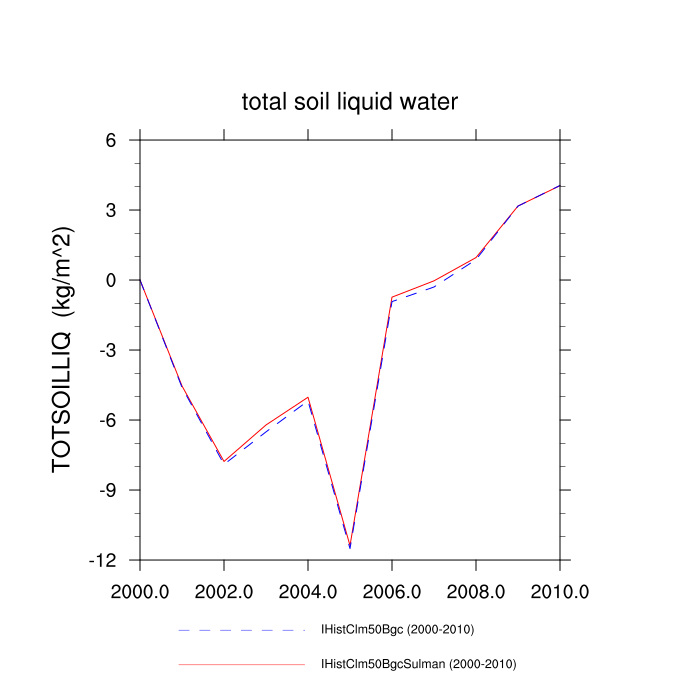 total soil liquid water
TOTSOILLIQ (kg/m^2)
6
3
0
-3
-6
-9
-12
2000.0 2002.0 2004.0 2006.0 2008.0 2010.0
IHistClm50Bgc (2000-2010)
IHistClm50BgcSulman (2000-2010)